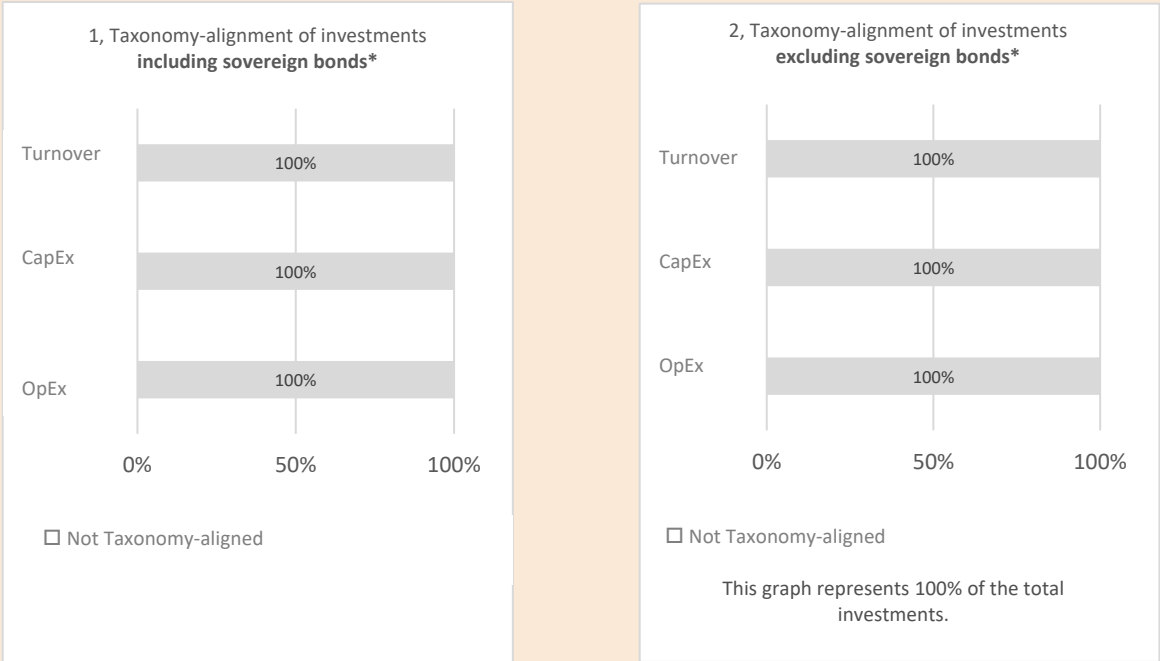 1, Taxonomy-alignment of investments
including sovereign bonds*
Turnover
100%
CapEx
100%
OpEx
100%
0%
50%
100%
Not Taxonomy-aligned
2, Taxonomy-alignment of investments
excluding sovereign bonds*
Turnover
100%
CapEx
100%
OpEx
100%
0%
50%
100%
Not Taxonomy-aligned
This graph represents 100% of the total
investments.